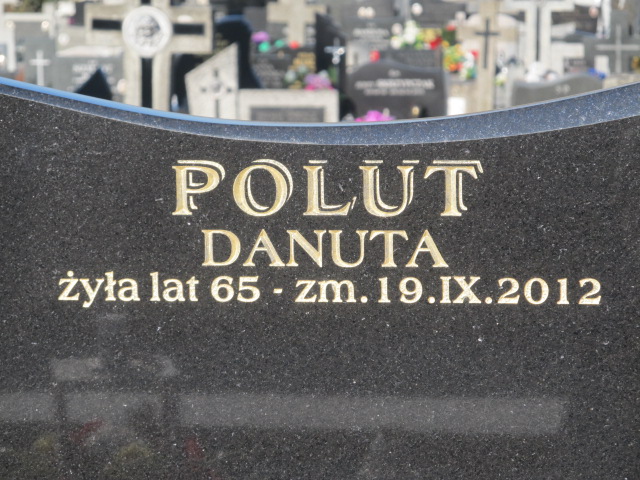 POLUT
DANUTA
żyła lat 65 - zm.19.IX.2012